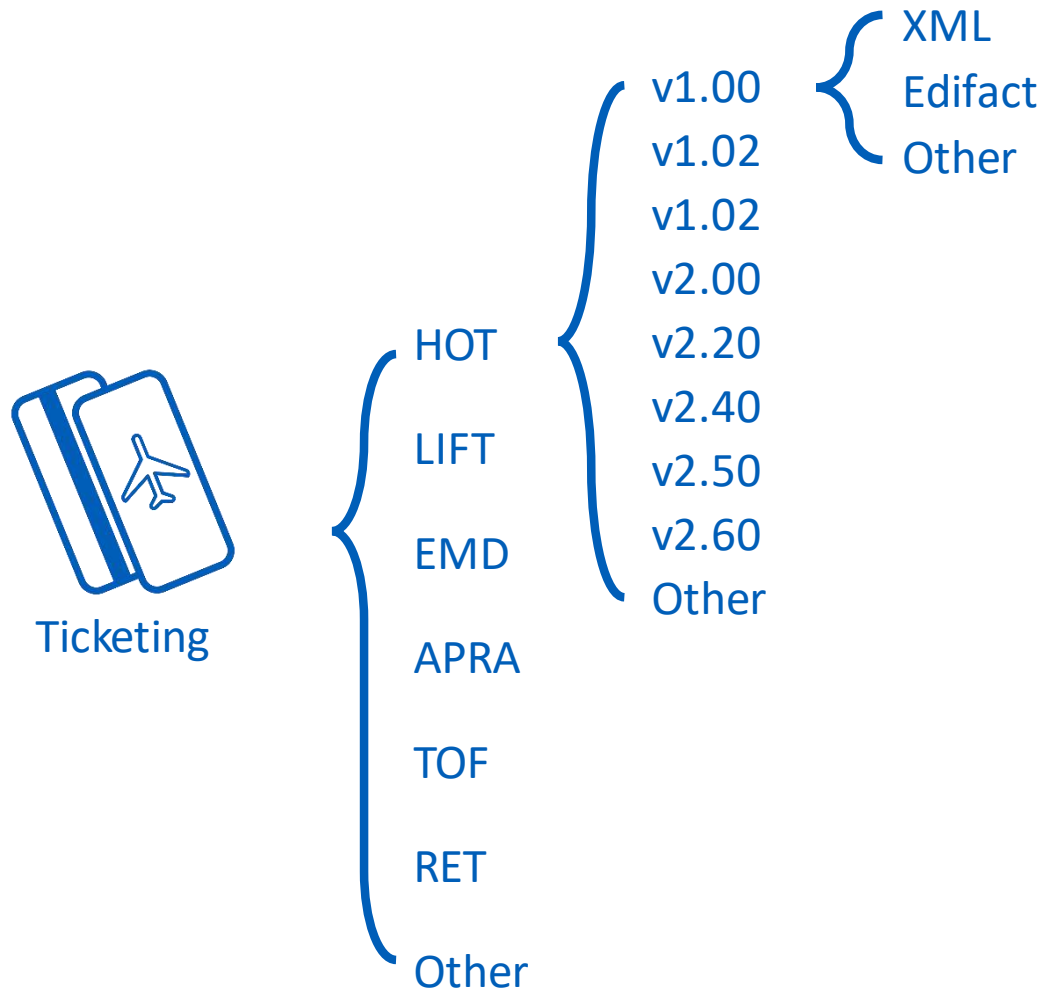 Ticketing
HOT
LIFT
EMD
APRA
TOF
RET
Other
v1.00
v1.02
v1.02
v2.00
v2.20
v2.40
v2.50
v2.60
Other
XML
Edifact
Other